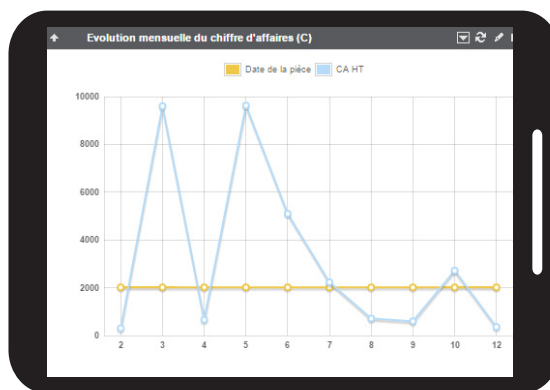 Evolution mensuelle du chiffre d'affaires (C)
Date de la pièce CA HT
10000
8000
6000
4000
2000
0
2 3 4 5 6 7 8 9 10 12